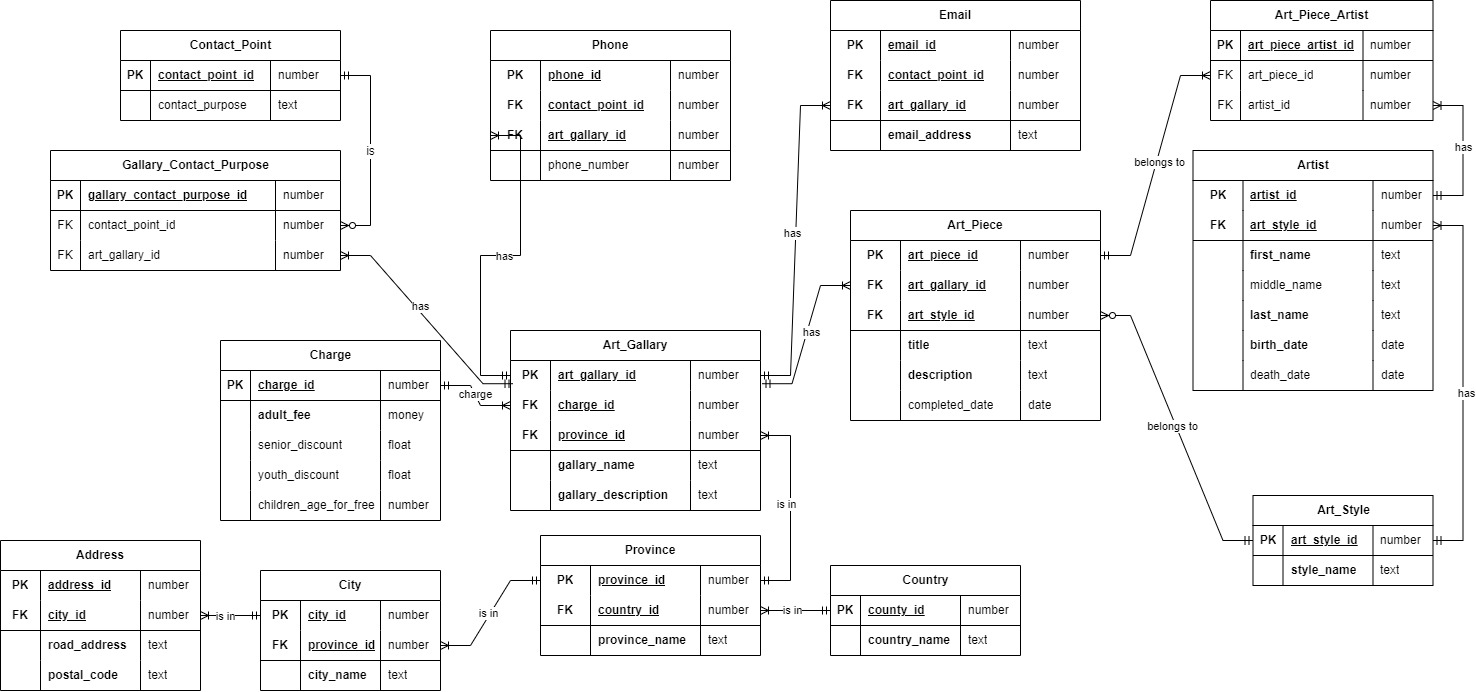 Contact_Point
PK contact_point_id number
contact_purpose text
is
Gallary_Contact_Purpose
PK gallary_contact_purpose_id number
FK contact_point_id number
FK art_gallary_id number
has
Phone
PK phone_id number
FK contact_point_id number
FK art_gallary_id number
phone_number number
has
Email
PK email_id number
FK contact_point_id number
FK art_gallary_id number
email_address text
has
Art_Piece_Artist
PK art_piece_artist_id number
FK art_piece_id number
FK artist_id number
belongs to
has
Artist
PK artist_id number
FK art_style_id number
first_name text
middle_name text
last_name text
birth_date date
death_date date
has
Art_Piece
PK art_piece_id number
FK art_gallary_id number
FK art_style_id number
title text
description text
completed_date date
has
belongs to
Charge
PK charge_id number
adult_fee money
senior_discount float
youth_discount float
children_age_for_free number
charge
Art_Gallary
PK art_gallary_id number
FK charge_id number
FK province_id number
gallary_name text
gallary_description text
is in
Art_Style
PK art_style_id number
style_name text
Address
PK address_id number
FK city_id number
road_address text
postal_code text
is in
City
PK city_id number
FK province_id number
city_name text
is in
Province
PK province_id number
FK country_id number
province_name text
is in
Country
PK county_id number
country_name text